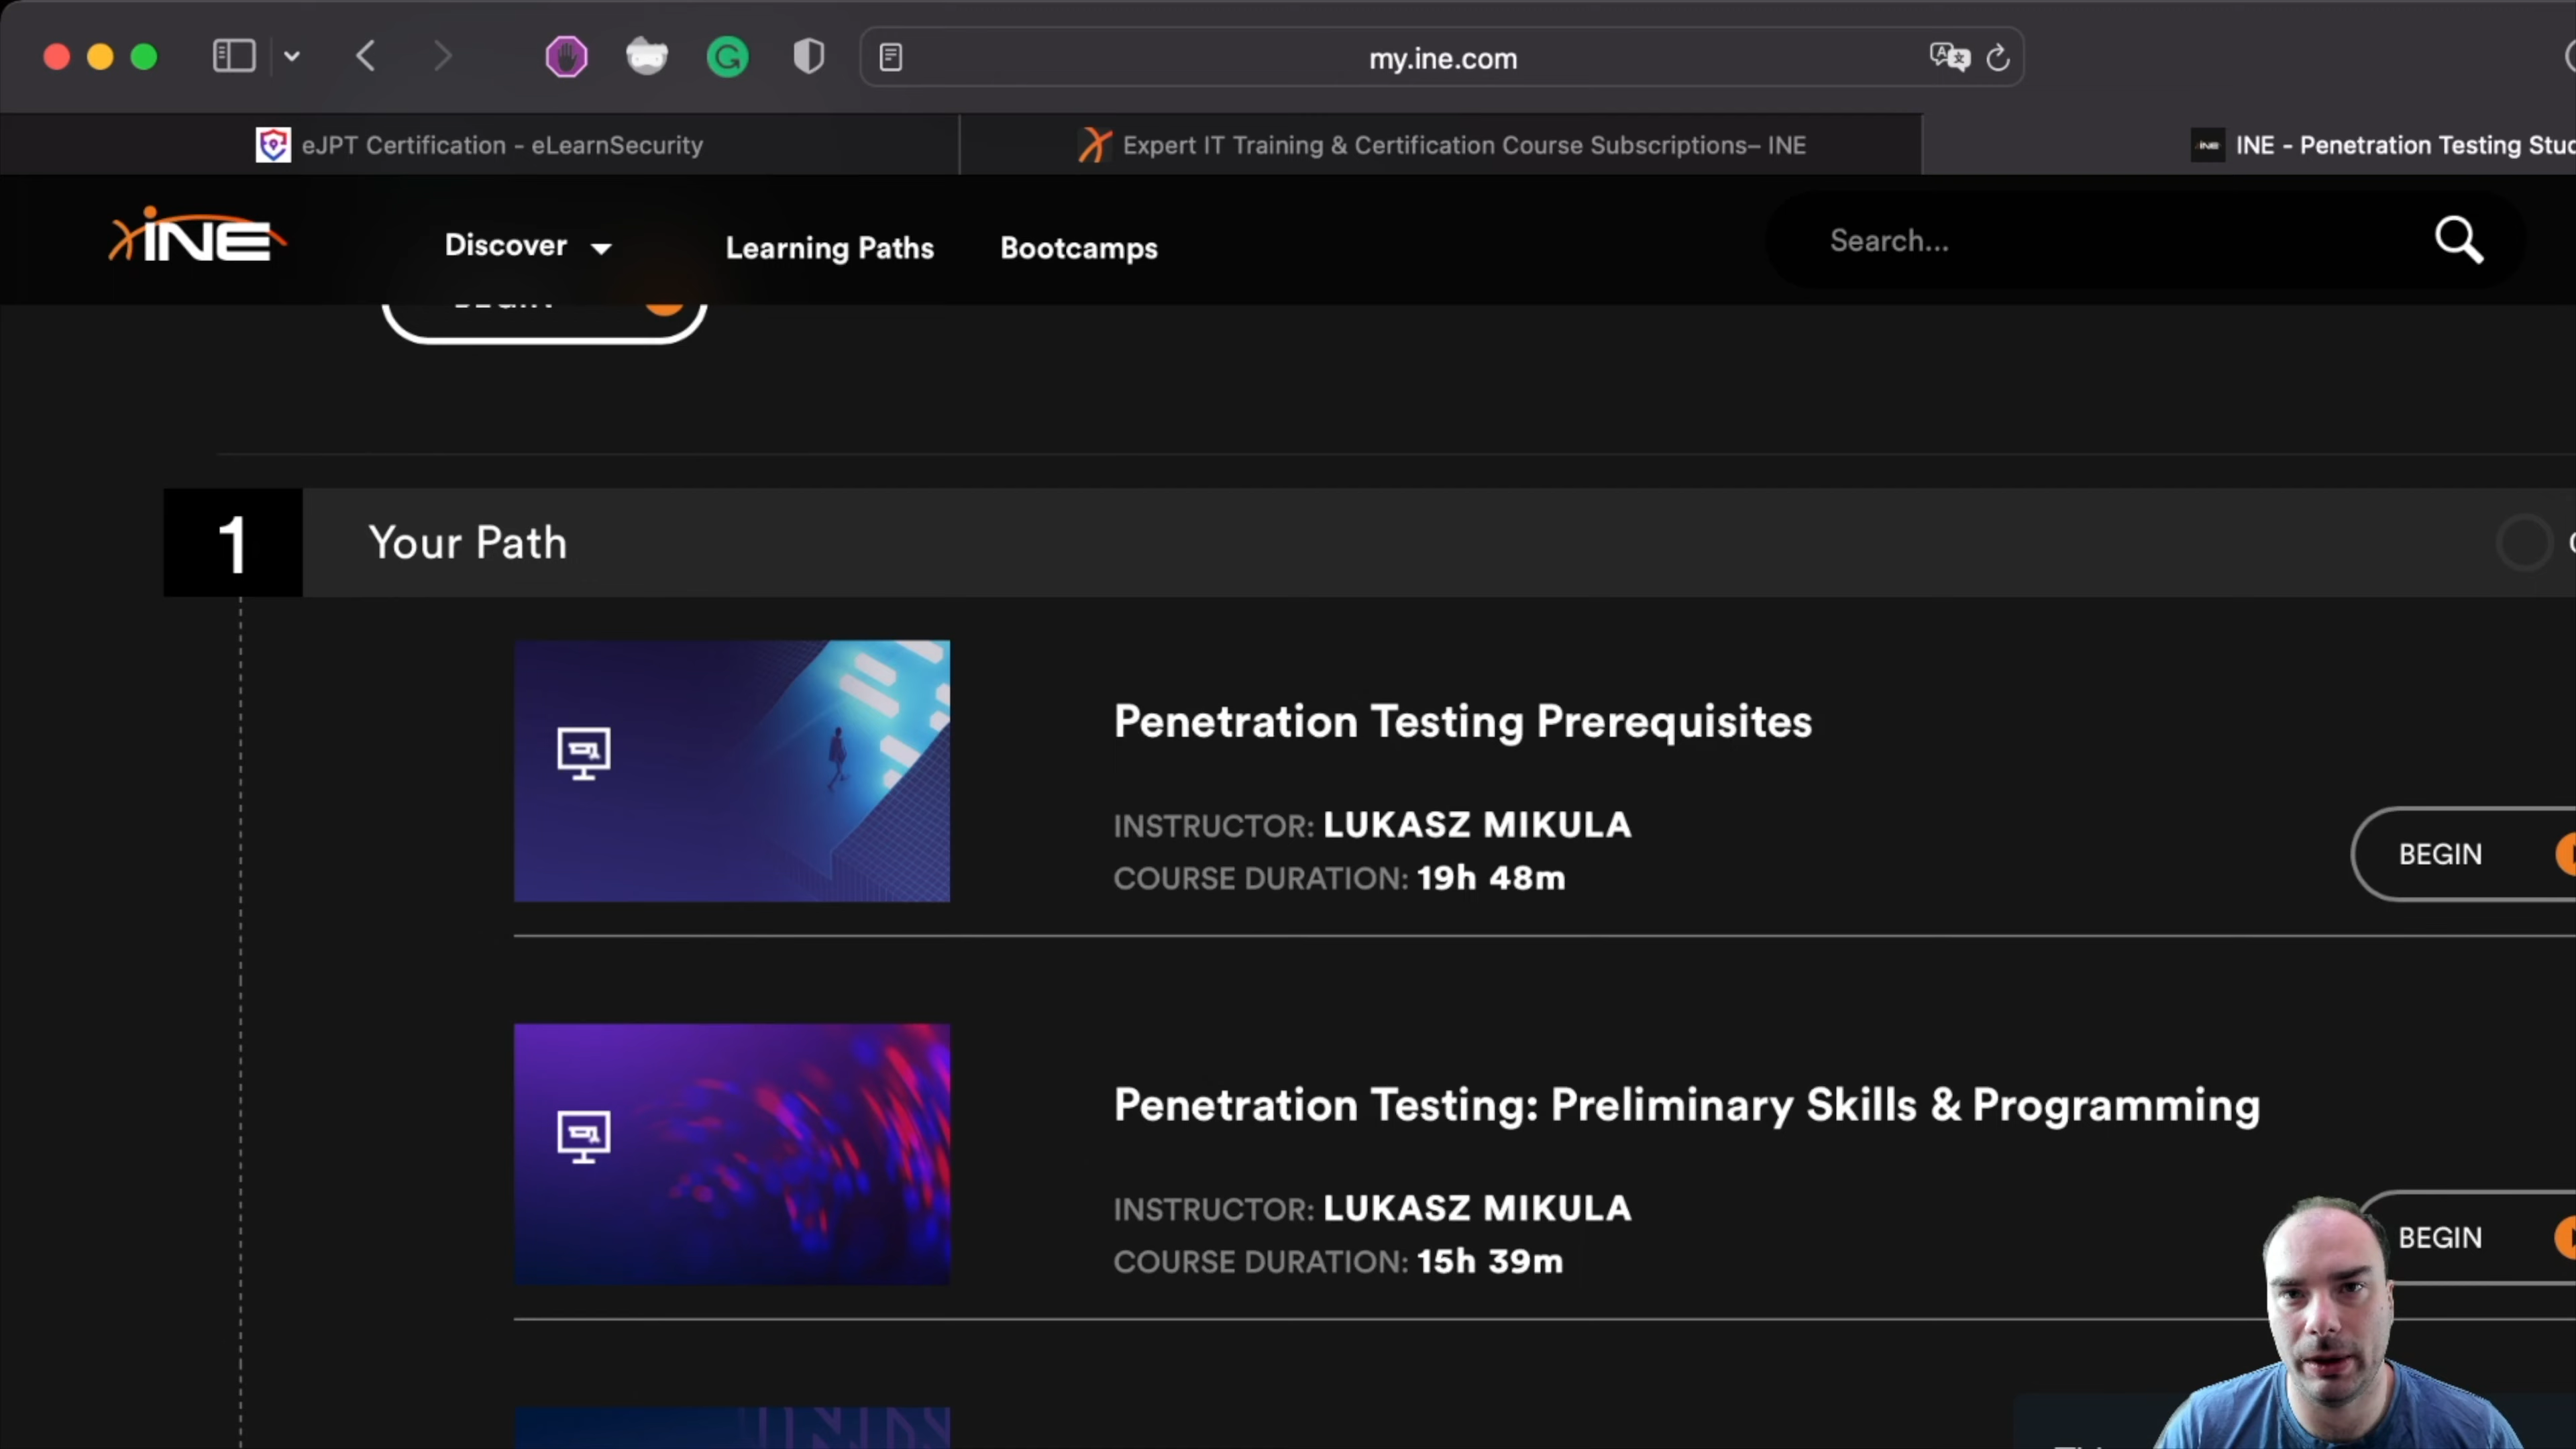 my.ine.com
eJPT Certification - eLearnSecurity
Expert IT Training & Certification Course Subscriptions– INE
INE - Penetration Testing Stud
INE
Discover
Learning Paths
Bootcamps
Search...
BEGIN
1
Your Path
Penetration Testing Prerequisites
INSTRUCTOR: LUKASZ MIKULA
COURSE DURATION: 19h 48m
BEGIN
Penetration Testing: Preliminary Skills & Programming
INSTRUCTOR: LUKASZ MIKULA
COURSE DURATION: 15h 39m
BEGIN